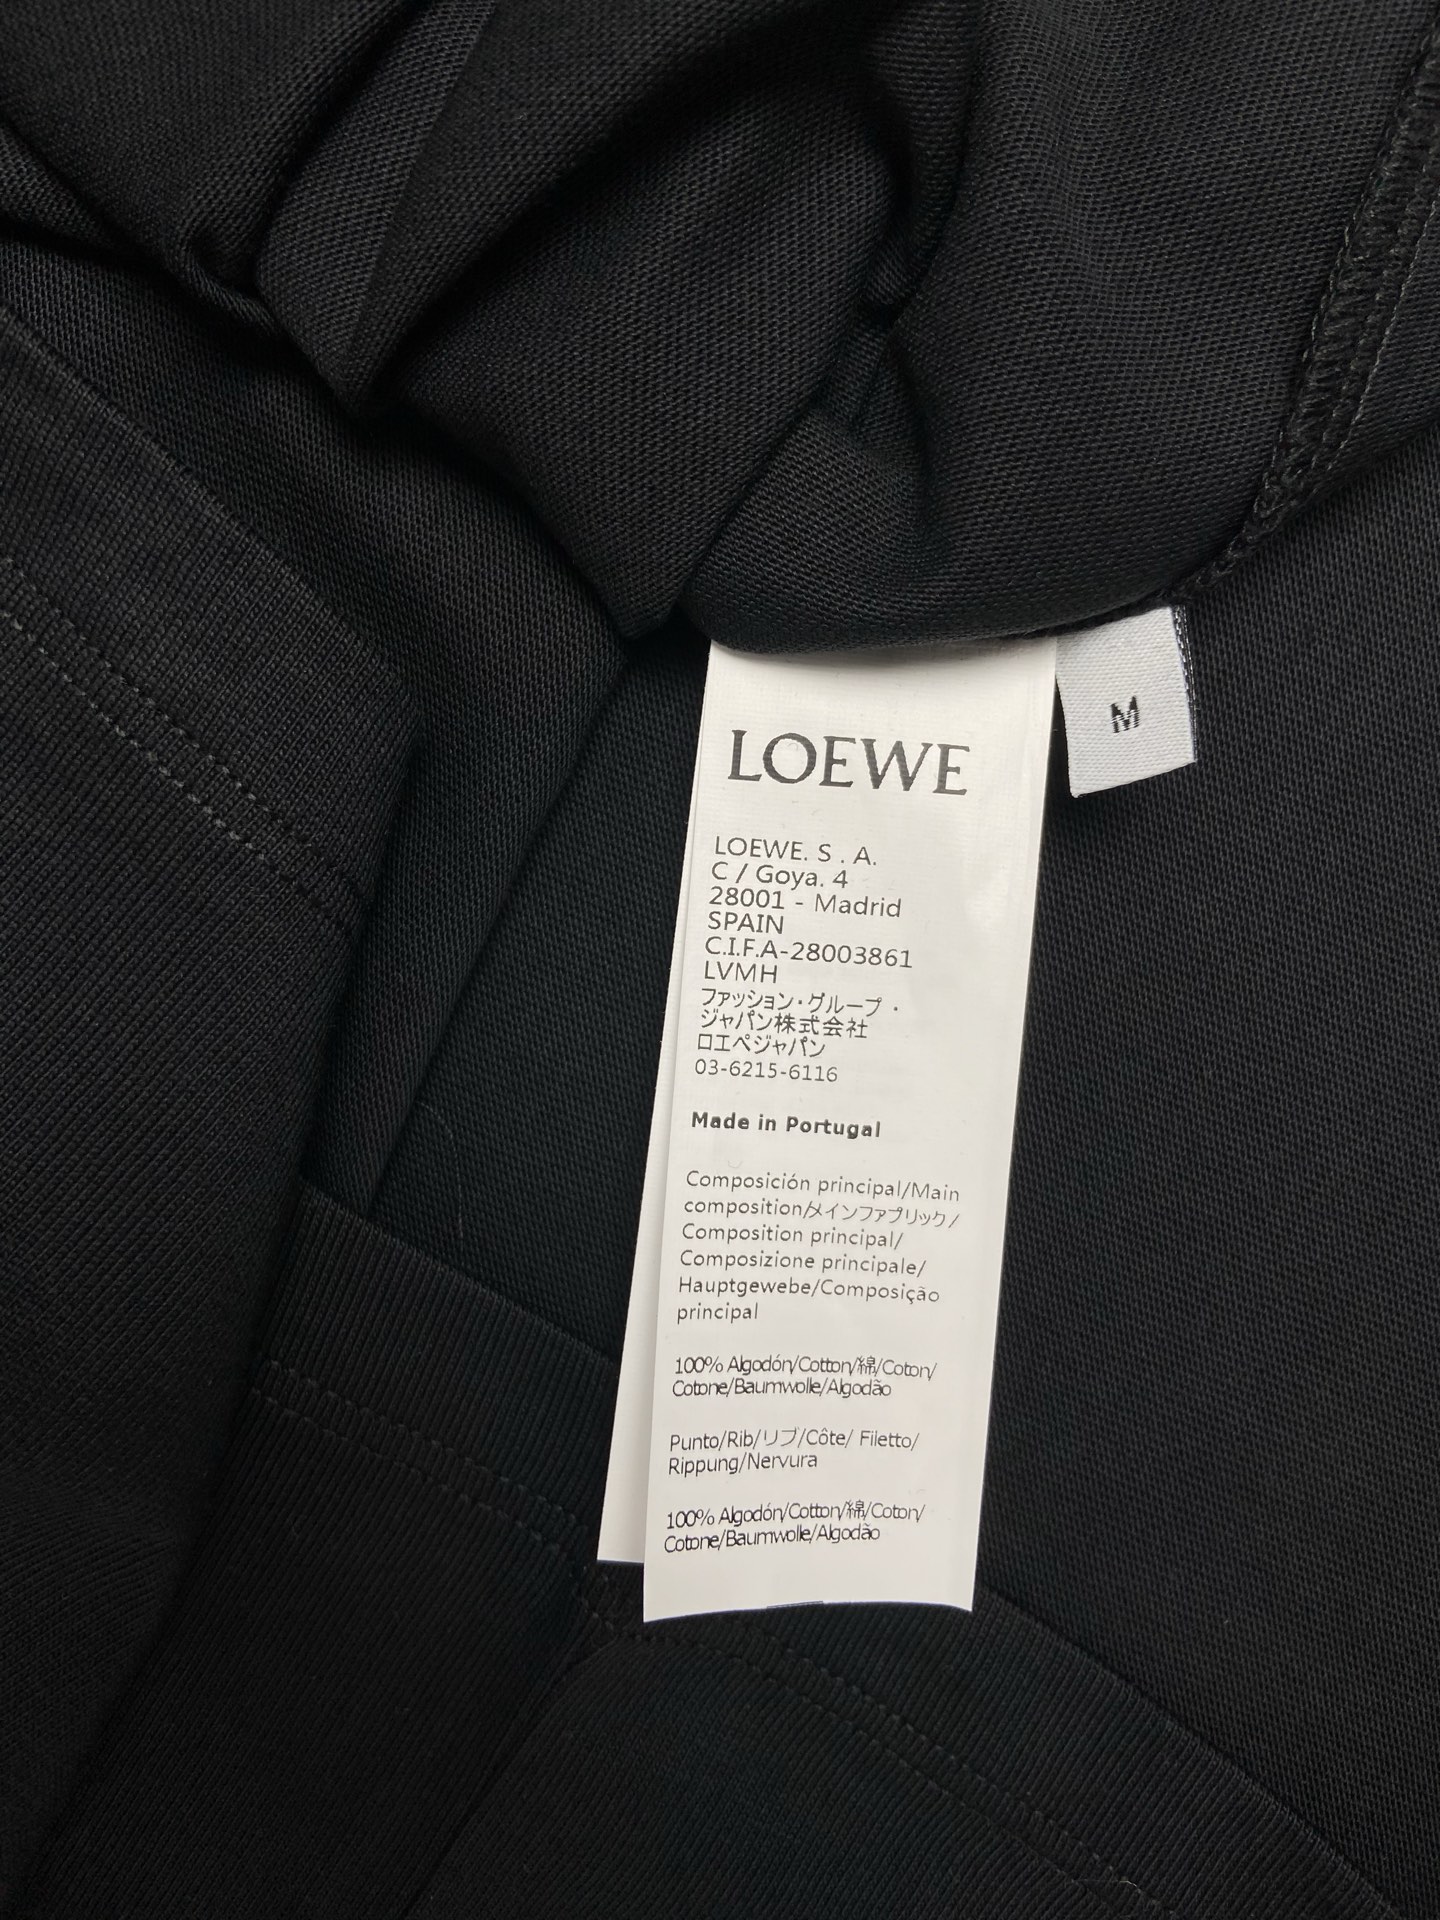 LOEWE
M
LOEWE. S . A.
C / Goya. 4
28001 - Madrid
SPAIN
C.I.F.A-28003861
LVMH
ファッション・グループ・
ジャパン株式会社
ロエベジャパン
03-6215-6116
Made in Portugal
Composición principal/Main
composition/メインファブリック/
Composition principal/
Composizione principale/
Hauptgewebe/Composição
principal
100% Algodón/Cotton/綿/Coton/
Cotone/Baumwolle/Algodão
Punto/Rib/リブ/Côte/ Filetto/
Rippung/Nervura
100% Algodón/Cotton/綿/Coton/
Cotone/Baumwolle/Algodão